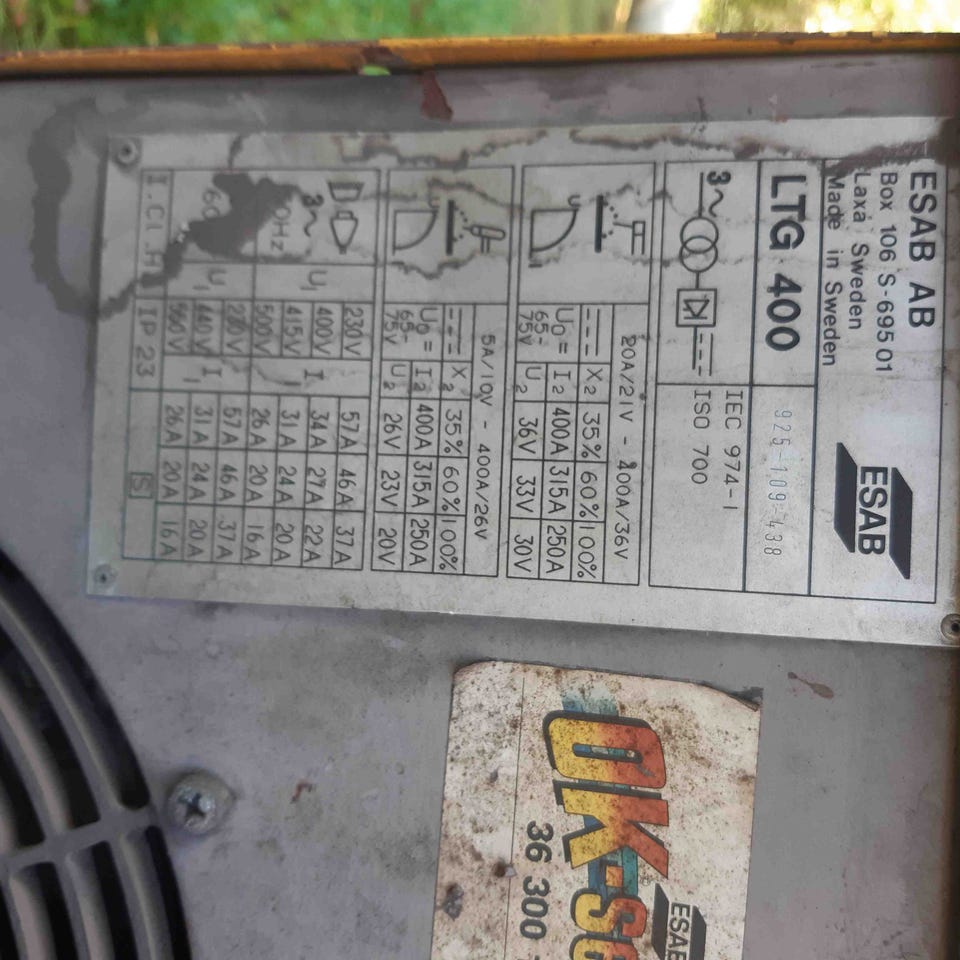 ESAB AB
Box 106 S-695 01
Laxå Sweden
Made in Sweden
ESAB
LTG 400
925-109-438
3~
IEC 974-1
ISO 700
20A/21V - 400A/36V
X2 35% 60% 100%
U0= 65-75V
I2 400A 315A 250A
U2 36V 33V 30V
5A/10V - 400A/26V
X2 35% 60% 100%
U0= 65-75V
I2 400A 315A 250A
U2 26V 23V 20V
3~
U1 230V I1 57A 46A 37A
400V 34A 27A 22A
415V 31A 24A 20A
500V 26A 20A 16A
60
U1 220V I1 57A 46A 37A
440V 31A 24A 20A
560V 26A 20A 16A
I.Cl.H IP 23 S
ESAB
OK-
36 300